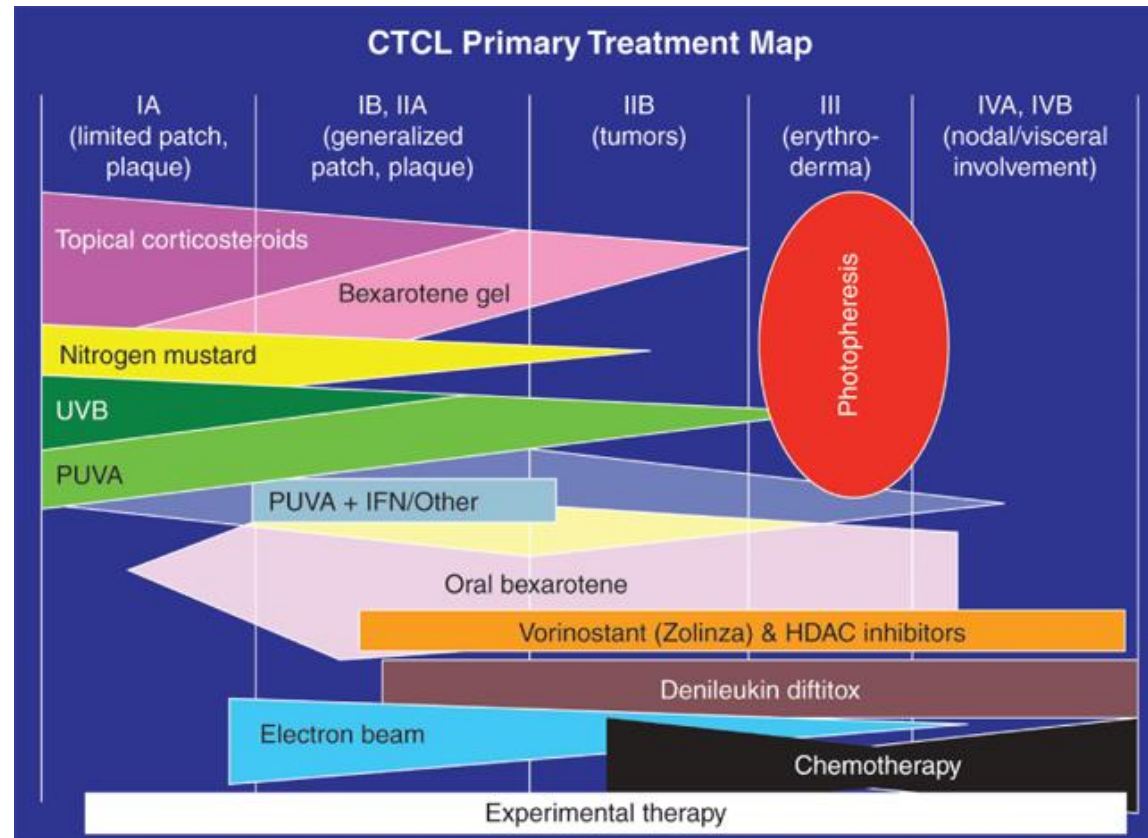 CTCL Primary Treatment Map
IA
(limited patch,
plaque)
IB, IIA
(generalized
patch, plaque)
IIB
(tumors)
III
(erythro-
derma)
IVA, IVB
(nodal/visceral
involvement)
Topical corticosteroids
Bexarotene gel
Photopheresis
Nitrogen mustard
UVB
PUVA
PUVA + IFN/Other
Oral bexarotene
Vorinostant (Zolinza) & HDAC inhibitors
Denileukin diftitox
Electron beam
Chemotherapy
Experimental therapy